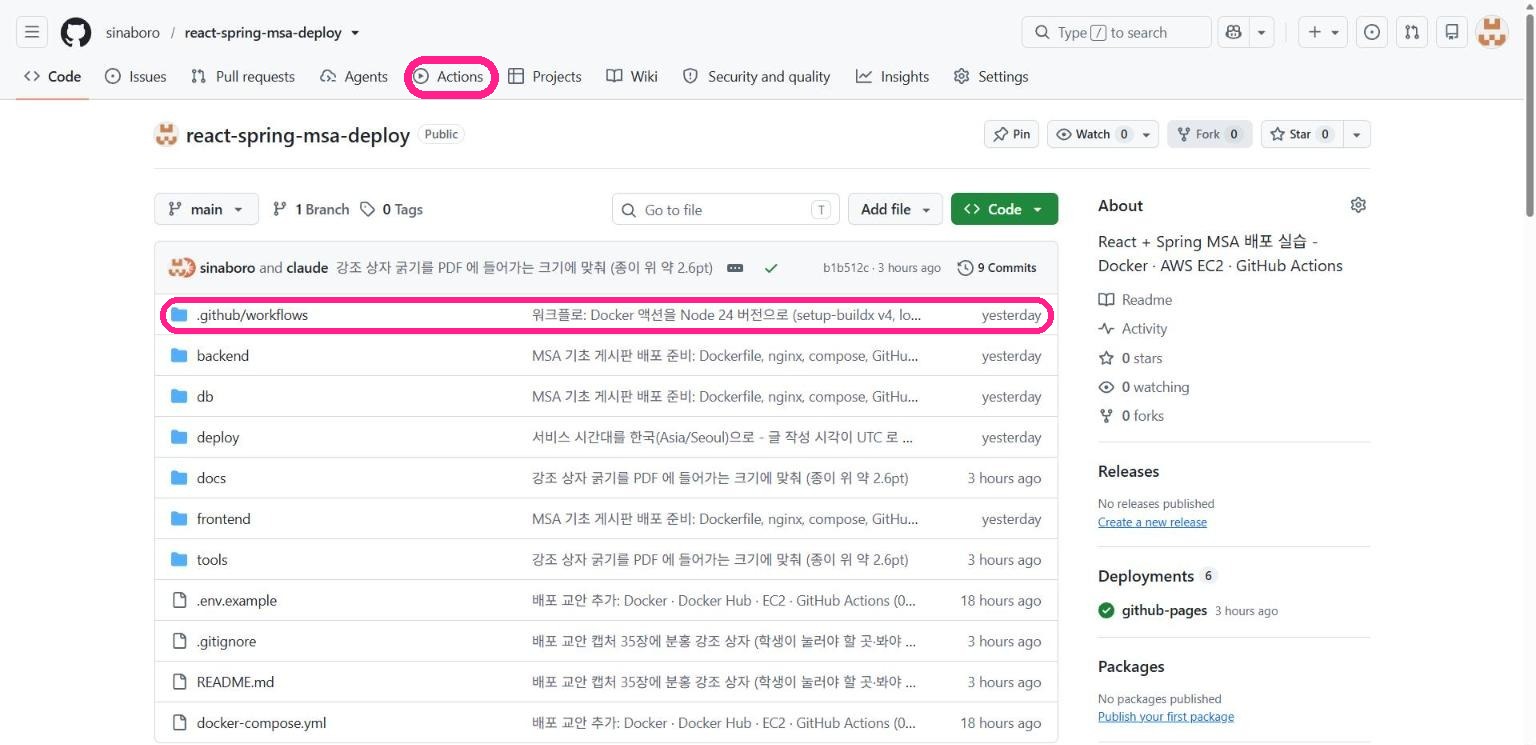 sinaboro / react-spring-msa-deploy
Type / to search
Code Issues Pull requests Agents Actions Projects Wiki Security and quality Insights Settings
react-spring-msa-deploy Public
Pin Watch 0 Fork 0 Star 0
main 1 Branch 0 Tags Go to file T Add file Code
sinaboro and claude 강조 상자 굵기를 PDF 에 들어가는 크기에 맞춰 (종이 위 약 2.6pt) b1b512c · 3 hours ago 9 Commits
.github/workflows 워크플로: Docker 액션을 Node 24 버전으로 (setup-buildx v4, lo... yesterday
backend MSA 기초 게시판 배포 준비: Dockerfile, nginx, compose, GitHu... yesterday
db MSA 기초 게시판 배포 준비: Dockerfile, nginx, compose, GitHu... yesterday
deploy 서비스 시간대를 한국(Asia/Seoul)으로 - 글 작성 시각이 UTC 로 ... yesterday
docs 강조 상자 굵기를 PDF 에 들어가는 크기에 맞춰 (종이 위 약 2.6pt) 3 hours ago
frontend MSA 기초 게시판 배포 준비: Dockerfile, nginx, compose, GitHu... yesterday
tools 강조 상자 굵기를 PDF 에 들어가는 크기에 맞춰 (종이 위 약 2.6pt) 3 hours ago
.env.example 배포 교안 추가: Docker · Docker Hub · EC2 · GitHub Actions (0... 18 hours ago
.gitignore 배포 교안 캡처 35장에 분홍 강조 상자 (학생이 눌러야 할 곳·봐야 ... 3 hours ago
README.md 배포 교안 캡처 35장에 분홍 강조 상자 (학생이 눌러야 할 곳·봐야 ... 3 hours ago
docker-compose.yml 배포 교안 추가: Docker · Docker Hub · EC2 · GitHub Actions (0... 18 hours ago
About
React + Spring MSA 배포 실습 -
Docker · AWS EC2 · GitHub Actions
Readme
Activity
0 stars
0 watching
0 forks
Releases
No releases published
Create a new release
Deployments 6
github-pages 3 hours ago
Packages
No packages published
Publish your first package